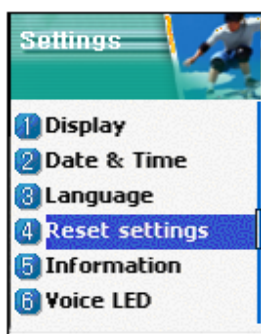 Settings
1 Display
2 Date & Time
3 Language
4 Reset settings
5 Information
6 Voice LED